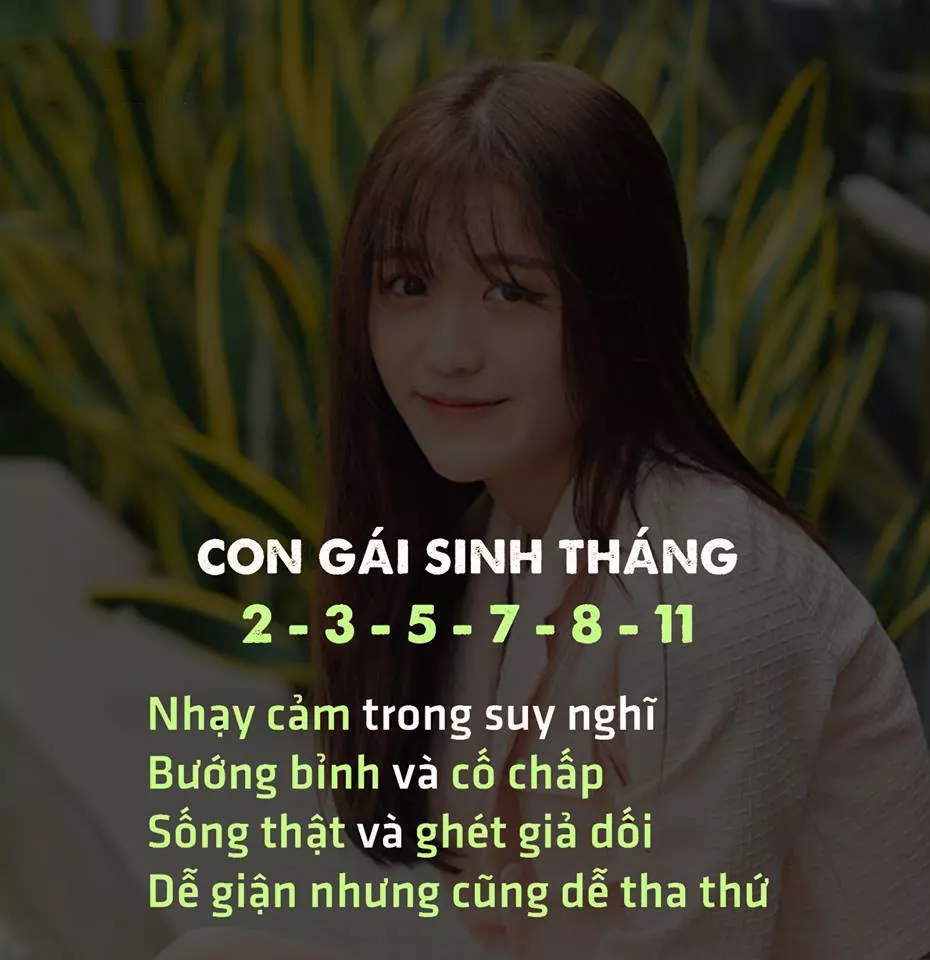 CON GÁI SINH THÁNG
2 - 3 - 5 - 7 - 8 - 11
Nhạy cảm trong suy nghĩ
Bướng bỉnh và cố chấp
Sống thật và ghét giả dối
Dễ giận nhưng cũng dễ tha thứ